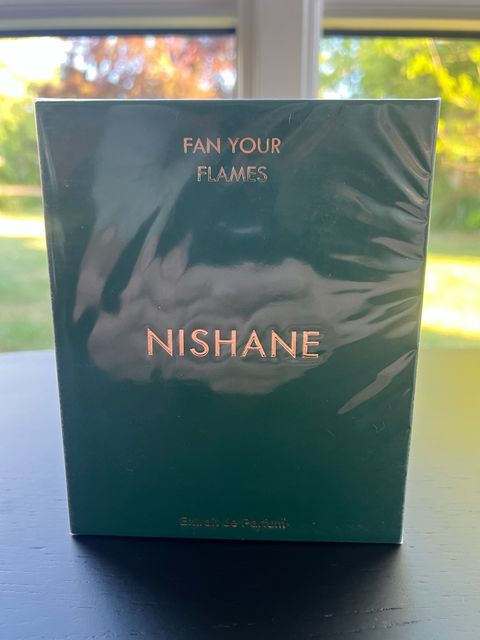 FAN YOUR
FLAMES
NISHANE
Extrait de Parfum